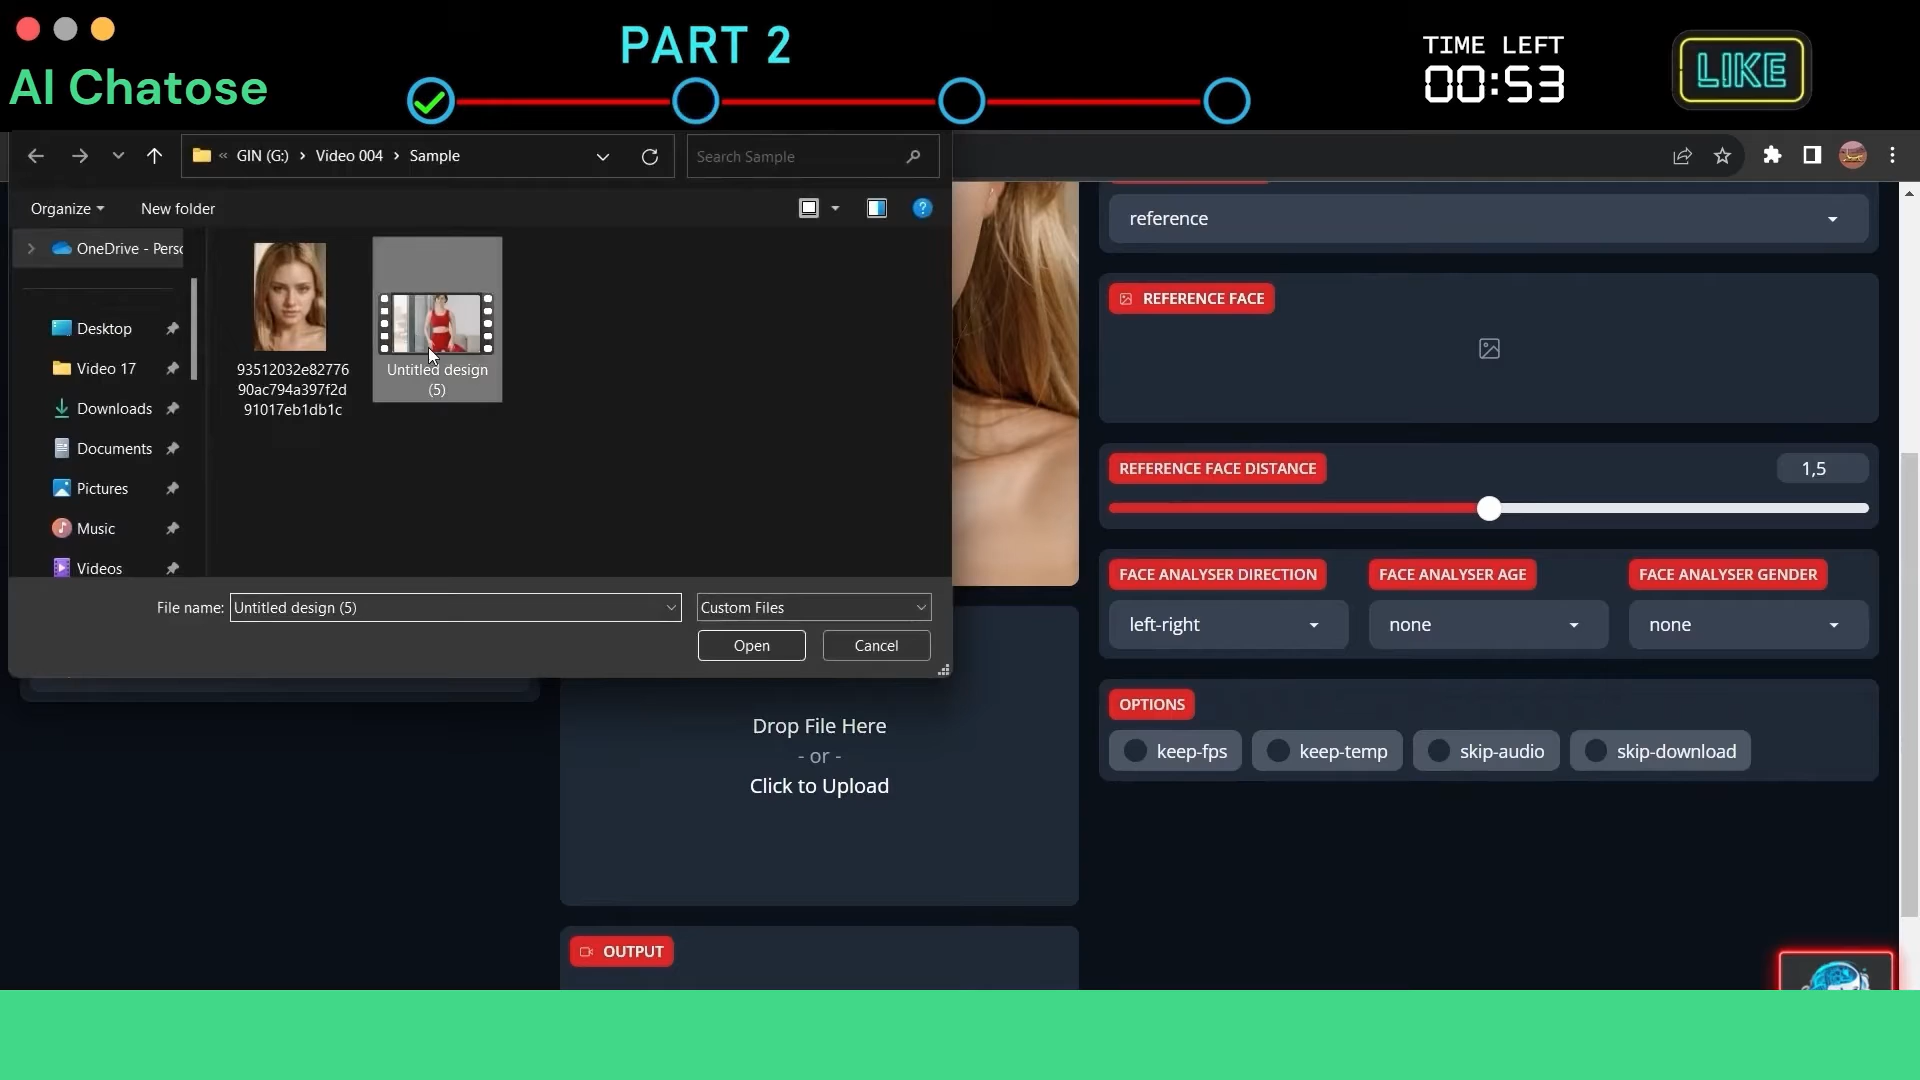 PART 2
AI Chatose
TIME LEFT
00:53
LIKE
« GIN (G:) › Video 004 › Sample
Search Sample
Organize
New folder
OneDrive - Perso
Desktop
Video 17
Downloads
Documents
Pictures
Music
Videos
93512032e82776
90ac794a397f2d
91017eb1db1c
Untitled design
(5)
File name: Untitled design (5)
Custom Files
Open
Cancel
reference
REFERENCE FACE
REFERENCE FACE DISTANCE
1,5
FACE ANALYSER DIRECTION
left-right
FACE ANALYSER AGE
none
FACE ANALYSER GENDER
none
OPTIONS
keep-fps
keep-temp
skip-audio
skip-download
Drop File Here
- or -
Click to Upload
OUTPUT